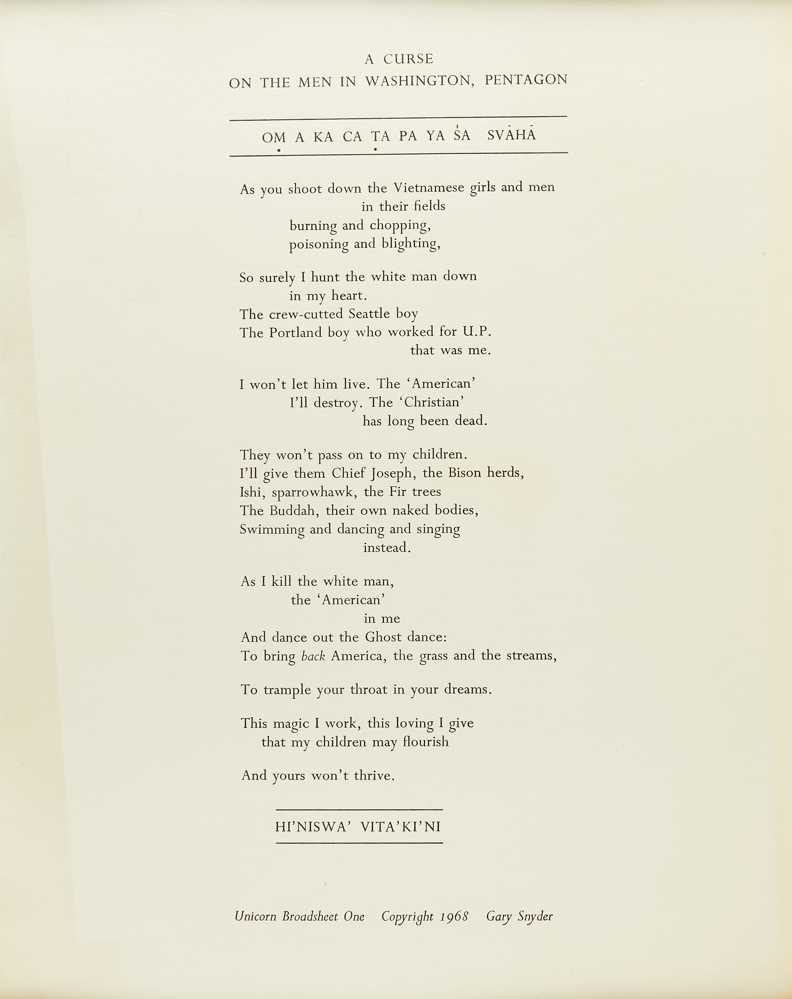 A CURSE
ON THE MEN IN WASHINGTON, PENTAGON
OṂ A KA CA ṬA PA YA ŚA SVĀHĀ
As you shoot down the Vietnamese girls and men
in their fields
burning and chopping,
poisoning and blighting,
So surely I hunt the white man down
in my heart.
The crew-cutted Seattle boy
The Portland boy who worked for U.P.
that was me.
I won't let him live. The 'American'
I'll destroy. The 'Christian'
has long been dead.
They won't pass on to my children.
I'll give them Chief Joseph, the Bison herds,
Ishi, sparrowhawk, the Fir trees
The Buddah, their own naked bodies,
Swimming and dancing and singing
instead.
As I kill the white man,
the 'American'
in me
And dance out the Ghost dance:
To bring back America, the grass and the streams,
To trample your throat in your dreams.
This magic I work, this loving I give
that my children may flourish
And yours won't thrive.
HI'NISWA' VITA'KI'NI
Unicorn Broadsheet One Copyright 1968 Gary Snyder